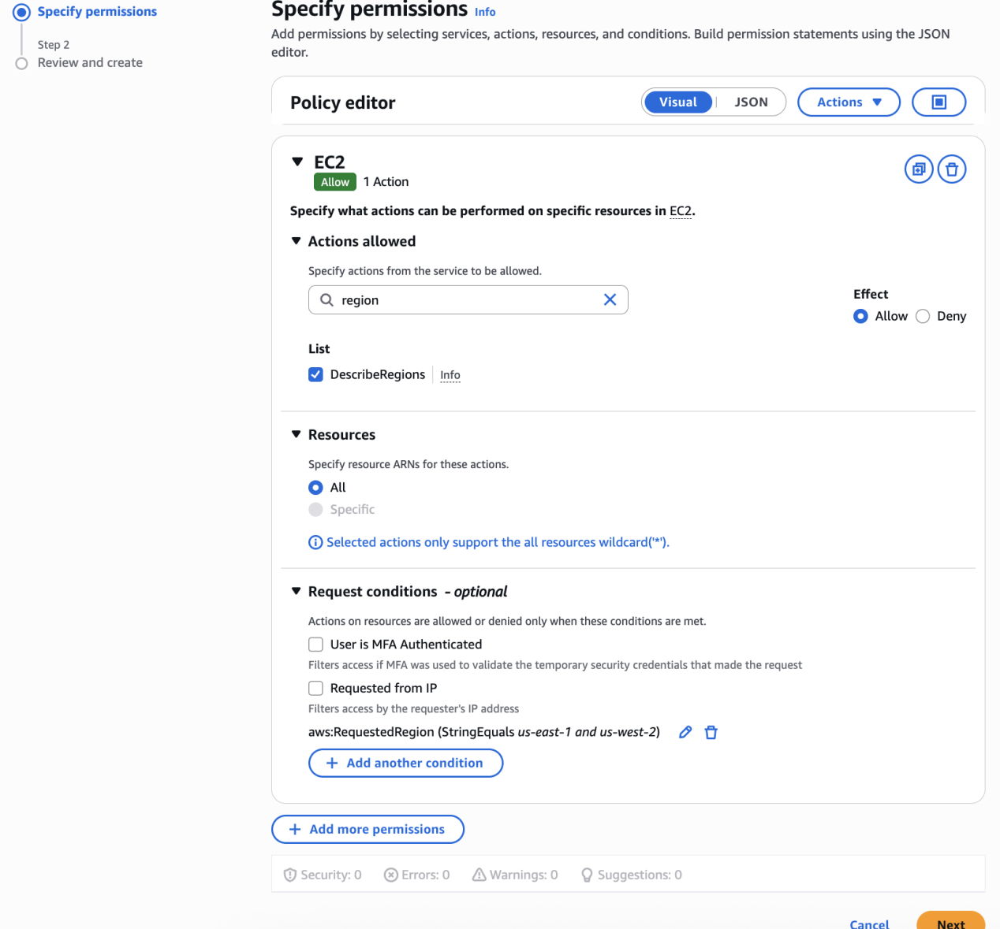 Specify permissions
Step 2
Review and create
Specify permissions Info
Add permissions by selecting services, actions, resources, and conditions. Build permission statements using the JSON
editor.
Policy editor
Visual
JSON
Actions
EC2
Allow 1 Action
Specify what actions can be performed on specific resources in EC2.
Actions allowed
Specify actions from the service to be allowed.
region
Effect
Allow
Deny
List
DescribeRegions
Info
Resources
Specify resource ARNs for these actions.
All
Specific
Selected actions only support the all resources wildcard('*').
Request conditions - optional
Actions on resources are allowed or denied only when these conditions are met.
User is MFA Authenticated
Filters access if MFA was used to validate the temporary security credentials that made the request
Requested from IP
Filters access by the requester's IP address
aws:RequestedRegion (StringEquals us-east-1 and us-west-2)
+ Add another condition
+ Add more permissions
Security: 0
Errors: 0
Warnings: 0
Suggestions: 0
Cancel
Next